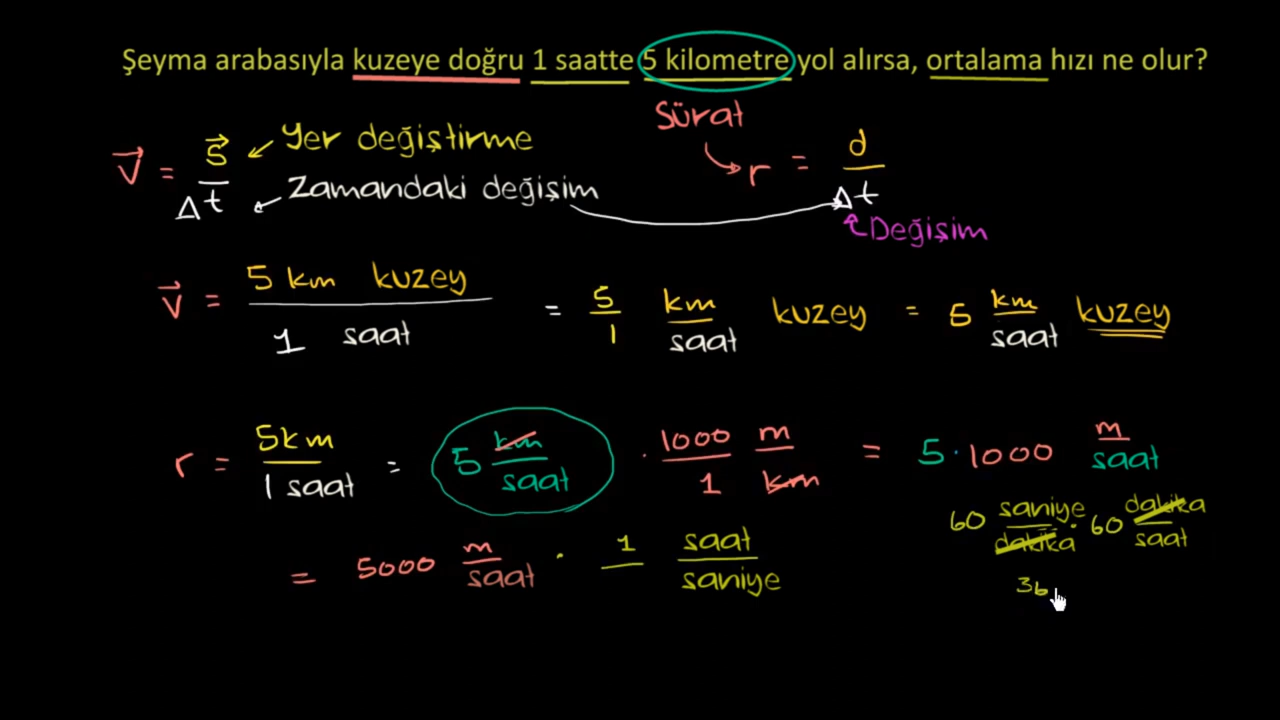 Şeyma arabasıyla kuzeye doğru 1 saatte 5 kilometre yol alırsa, ortalama hızı ne olur?
Sürat
V = S / Δt
Yer değiştirme
Zamandaki değişim
r = d / Δt
Değişim
V = 5 km kuzey / 1 saat = 5/1 km/saat kuzey = 5 km/saat kuzey
r = 5km / 1 saat = 5 km/saat · 1000/1 m/km = 5·1000 m/saat
60 saniye/dakika · 60 dakika/saat
= 5000 m/saat · 1 saat/saniye
36